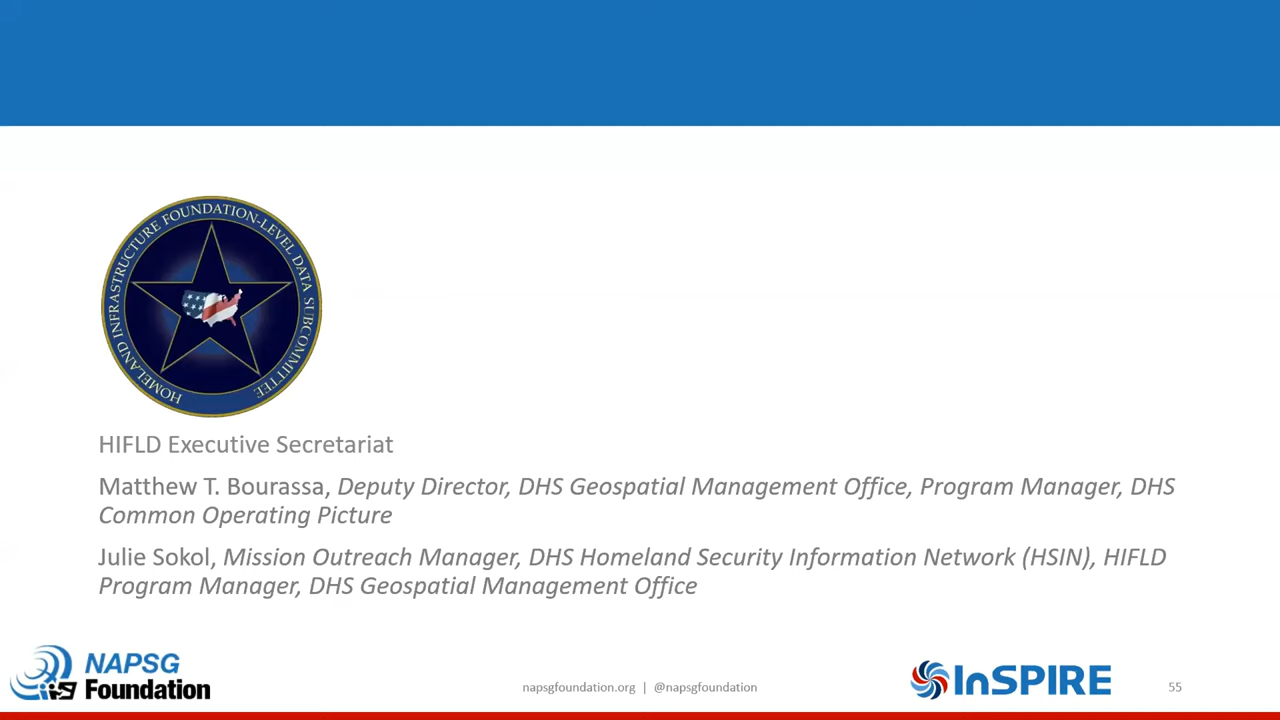 HOMELAND INFRASTRUCTURE FOUNDATION-LEVEL DATA SUBCOMMITTEE
HIFLD Executive Secretariat
Matthew T. Bourassa, Deputy Director, DHS Geospatial Management Office, Program Manager, DHS
Common Operating Picture
Julie Sokol, Mission Outreach Manager, DHS Homeland Security Information Network (HSIN), HIFLD
Program Manager, DHS Geospatial Management Office
NAPSG
Foundation
napsgfoundation.org | @napsgfoundation
InSPIRE
55